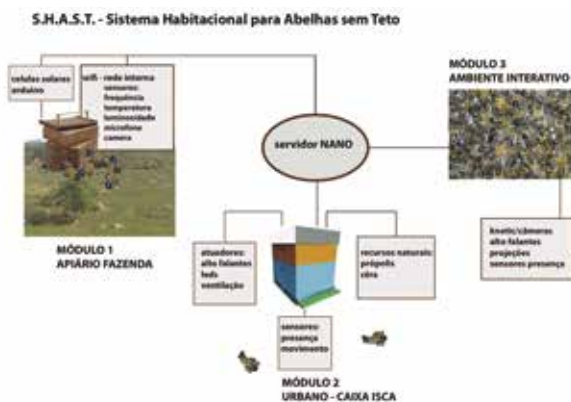 S.H.A.S.T. - Sistema Habitacional para Abelhas sem Teto
celulas solares
arduino
wifi - rede interna
sensores:
frequência
temperatura
luminosidade
microfone
camera
MÓDULO 1
APIÁRIO FAZENDA
servidor NANO
MÓDULO 3
AMBIENTE INTERATIVO
atuadores:
alto falantes
leds
ventilação
recursos naturais:
própolis
cêra
knetic/câmeras
alto falantes
projeções
sensores presença
sensores:
presença
movimento
MÓDULO 2
URBANO - CAIXA ISCA